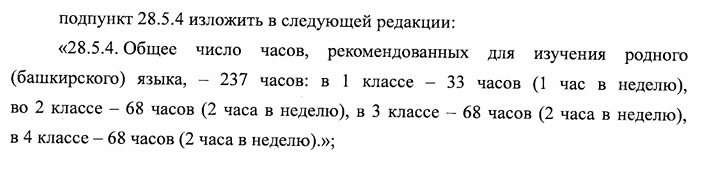 подпункт 28.5.4 изложить в следующей редакции:
«28.5.4. Общее число часов, рекомендованных для изучения родного
(башкирского) языка, – 237 часов: в 1 классе – 33 часов (1 час в неделю),
во 2 классе – 68 часов (2 часа в неделю), в 3 классе – 68 часов (2 часа в неделю),
в 4 классе – 68 часов (2 часа в неделю).»;